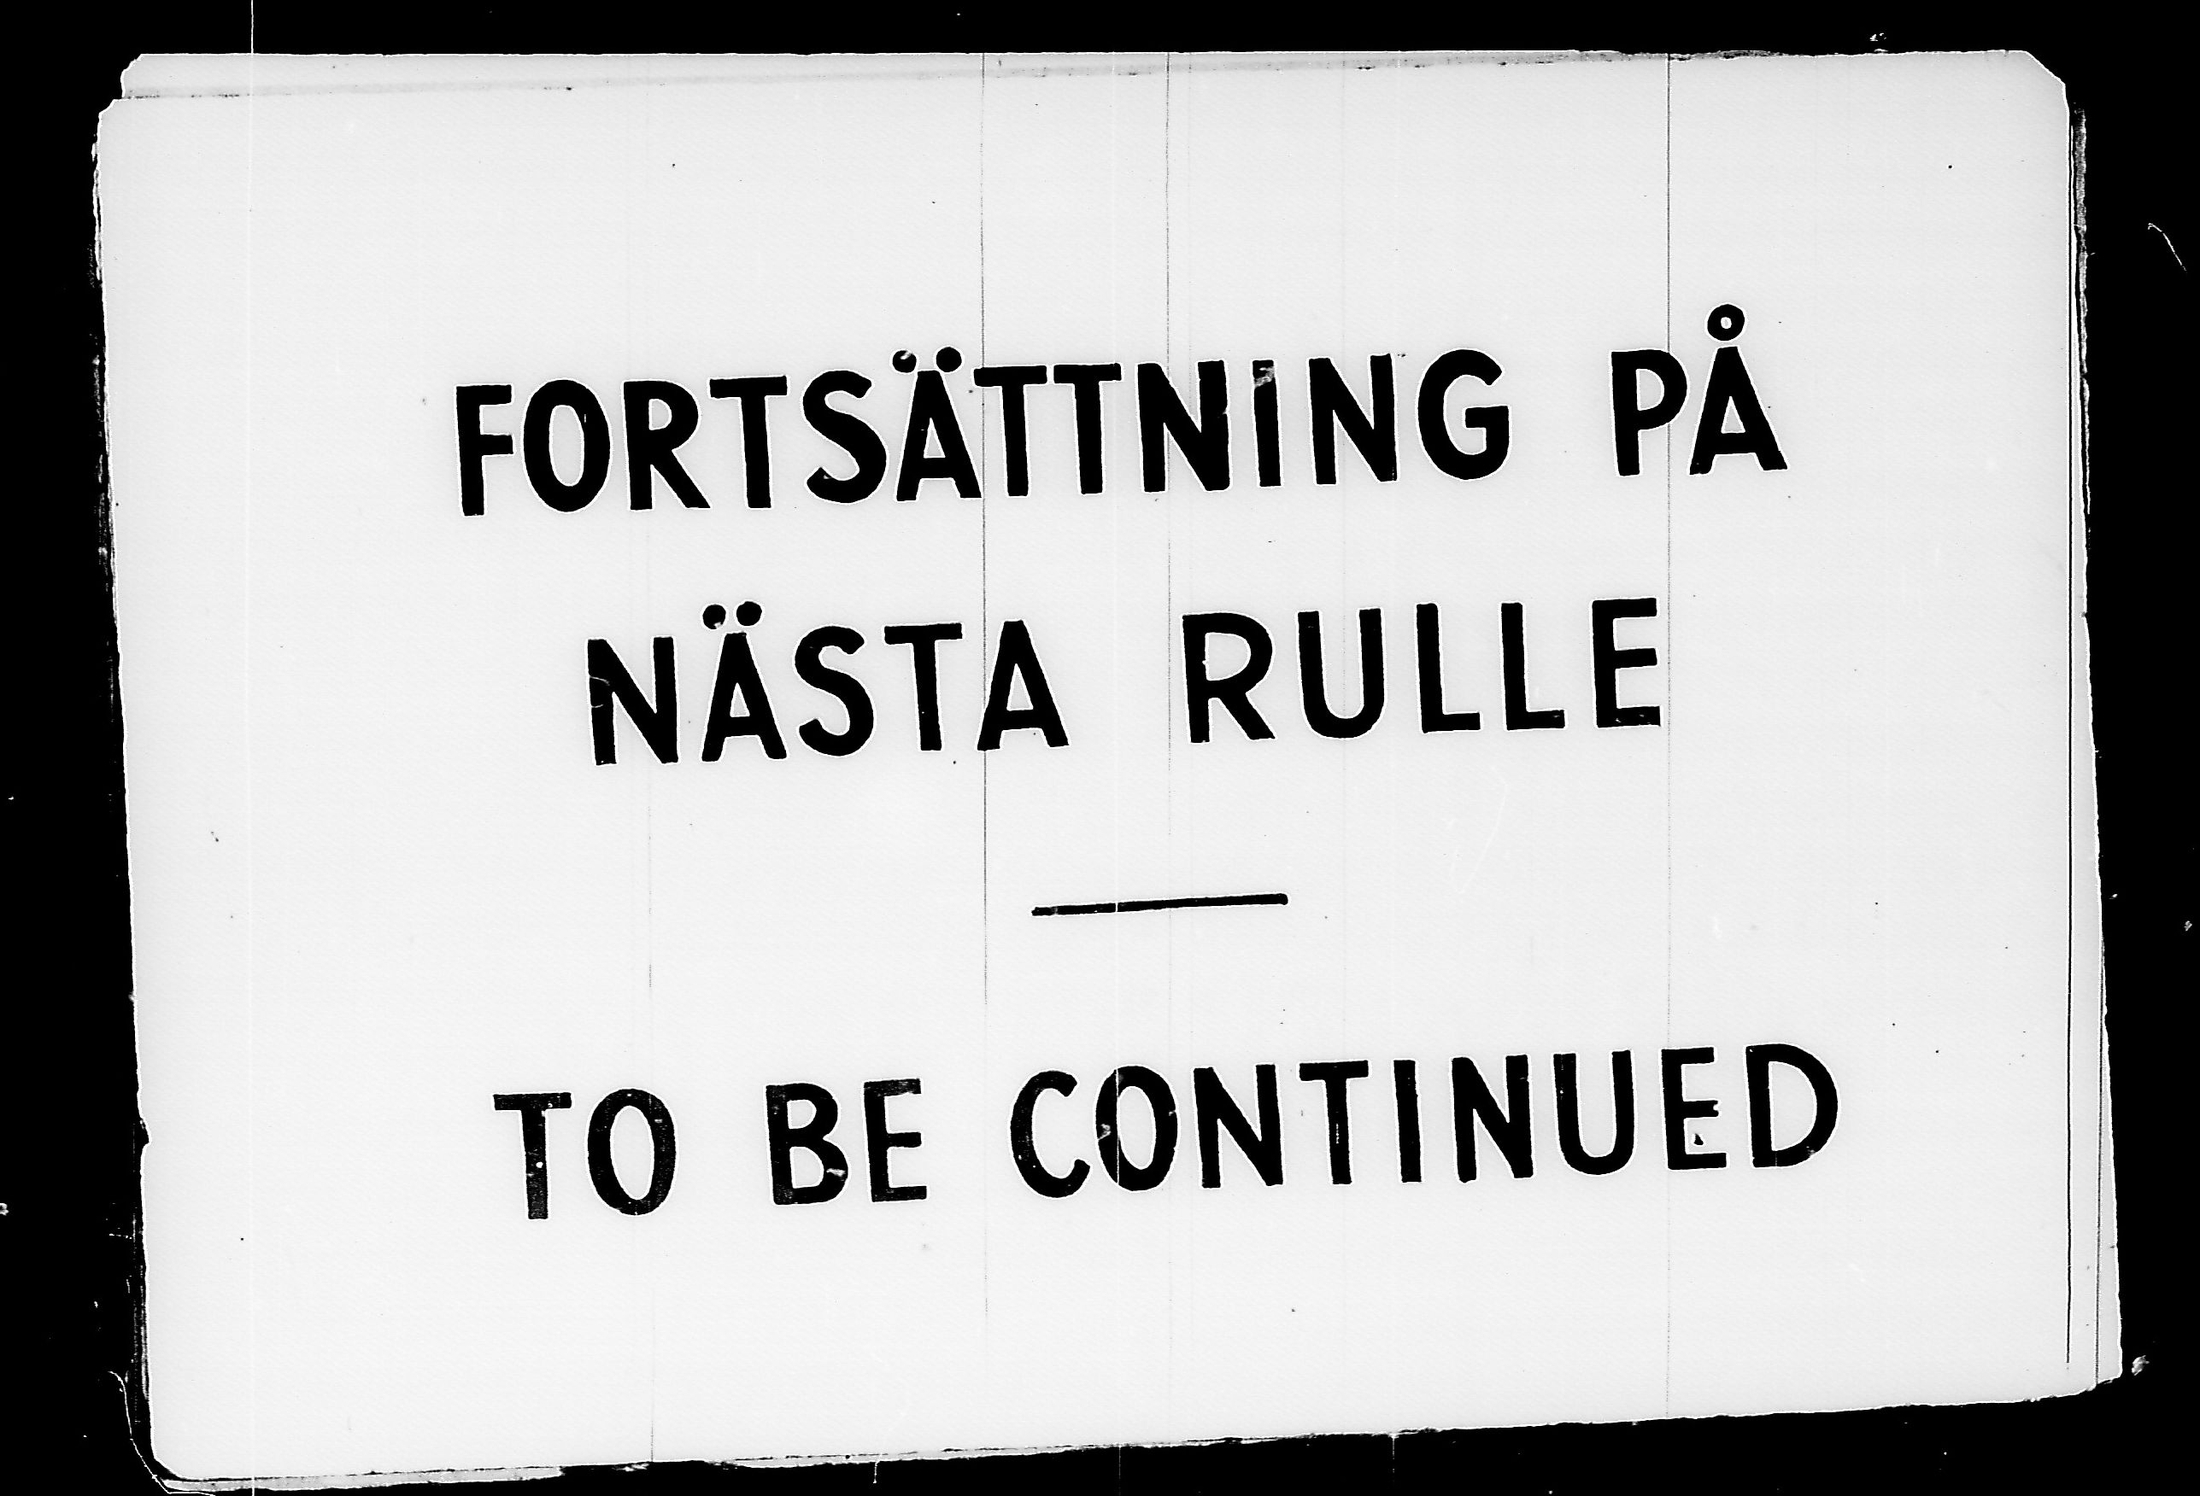 FORTSÄTTNING PÅ
NÄSTA RULLE
TO BE CONTINUED